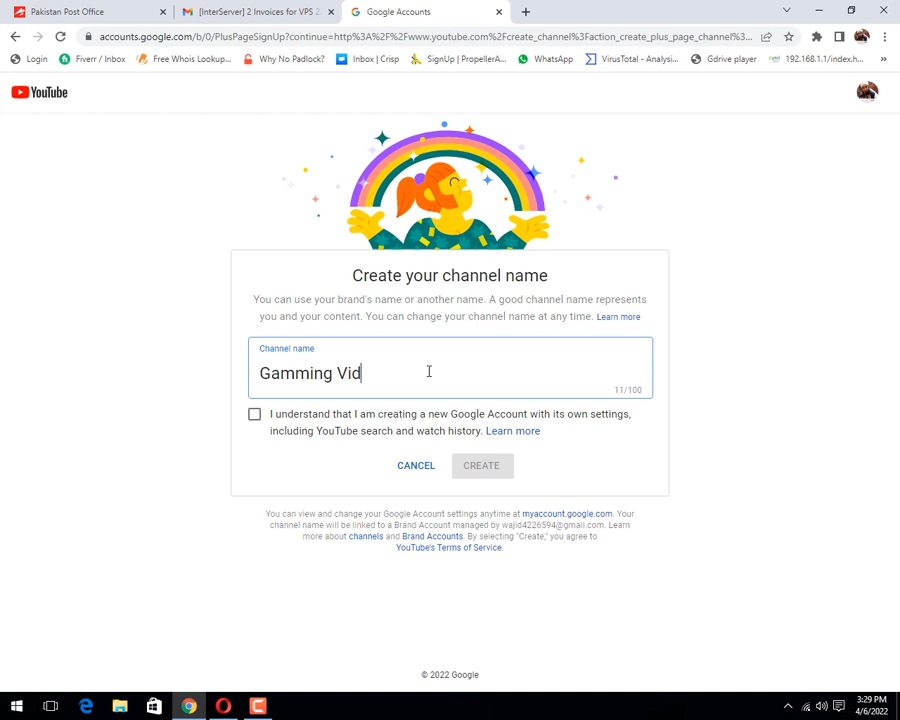 Pakistan Post Office
[InterServer] 2 Invoices for VPS 2
Google Accounts
accounts.google.com/b/0/PlusPageSignUp?continue=http%3A%2F%2Fwww.youtube.com%2Fcreate_channel%3Faction_create_plus_page_channel%3...
Login
Fiverr / Inbox
Free Whois Lookup...
Why No Padlock?
Inbox | Crisp
SignUp | PropellerA...
WhatsApp
VirusTotal - Analysi...
Gdrive player
192.168.1.1/index.h...
»
YouTube
Create your channel name
You can use your brand's name or another name. A good channel name represents
you and your content. You can change your channel name at any time. Learn more
Channel name
Gamming Vid
11/100
I understand that I am creating a new Google Account with its own settings,
including YouTube search and watch history. Learn more
CANCEL
CREATE
You can view and change your Google Account settings anytime at myaccount.google.com. Your
channel name will be linked to a Brand Account managed by wajid4226594@gmail.com. Learn
more about channels and Brand Accounts. By selecting "Create," you agree to
YouTube's Terms of Service.
© 2022 Google
3:29 PM
4/6/2022